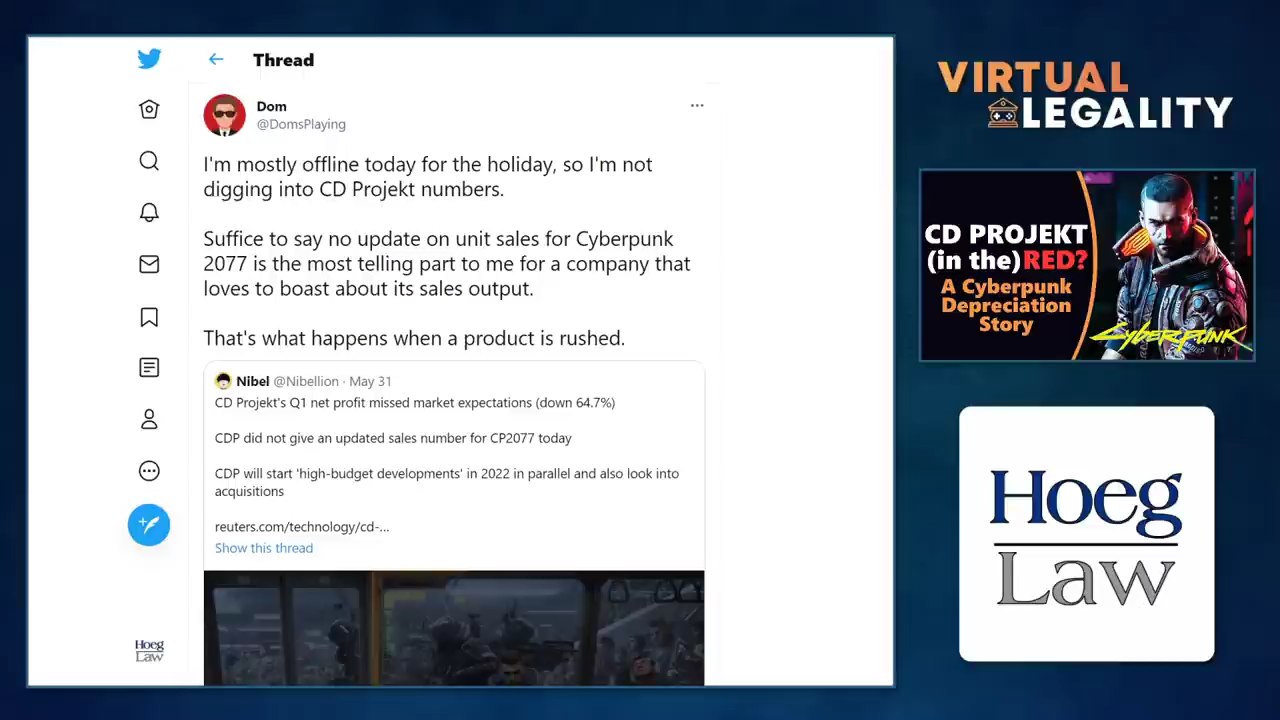 Thread
Dom
@DomsPlaying
I'm mostly offline today for the holiday, so I'm not
digging into CD Projekt numbers.
Suffice to say no update on unit sales for Cyberpunk
2077 is the most telling part to me for a company that
loves to boast about its sales output.
That's what happens when a product is rushed.
Nibel @Nibellion · May 31
CD Projekt's Q1 net profit missed market expectations (down 64.7%)
CDP did not give an updated sales number for CP2077 today
CDP will start 'high-budget developments' in 2022 in parallel and also look into
acquisitions
reuters.com/technology/cd-...
Show this thread
Hoeg
Law
VIRTUAL
LEGALITY
CD PROJEKT
(in the) RED?
A Cyberpunk
Depreciation
Story
CYBERPUNK
Hoeg
Law